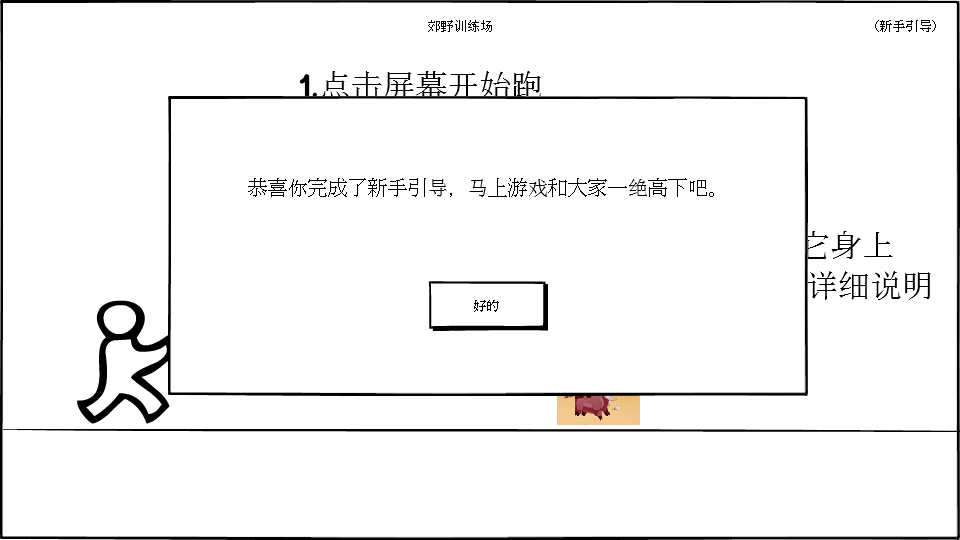 郊野训练场
(新手引导)
1.点击屏幕开始跑
恭喜你完成了新手引导，马上游戏和大家一绝高下吧。
它身上
详细说明
好的